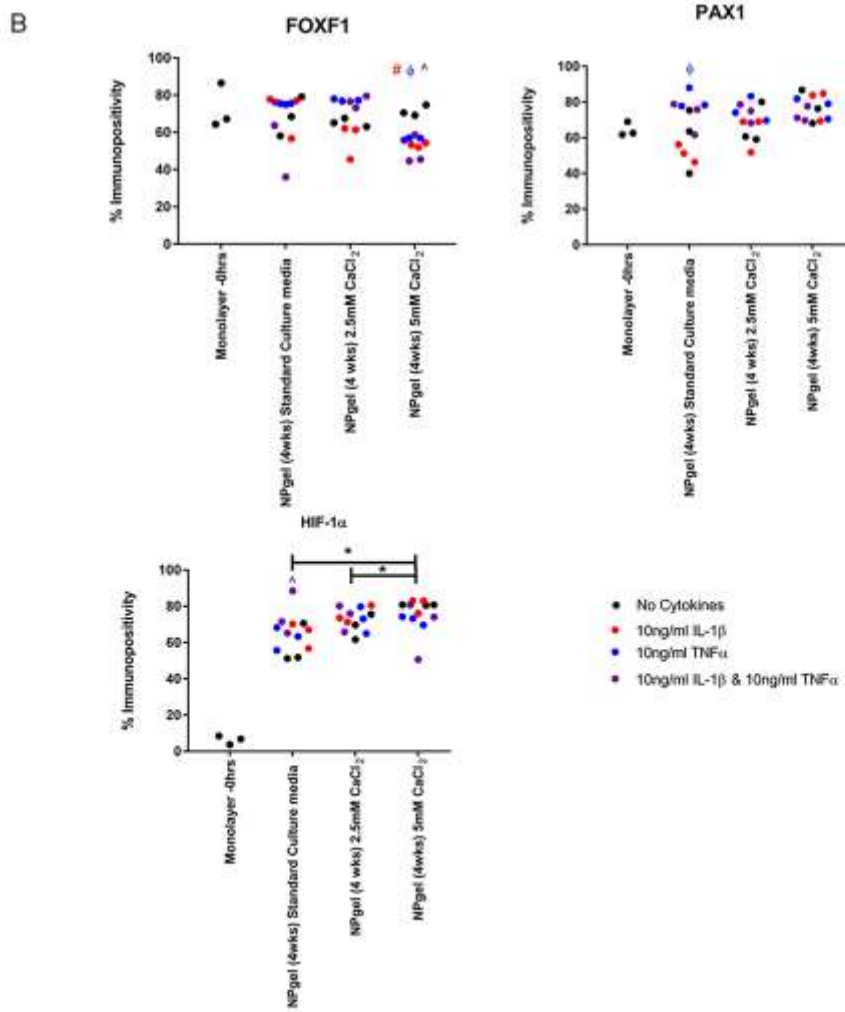 B
FOXF1
% Immunopositivity
100
80
60
40
20
0
# ◊ ^
Monolayer -0hrs
NPgel (4wks) Standard Culture media
NPgel (4 wks) 2.5mM CaCl₂
NPgel (4wks) 5mM CaCl₂
PAX1
% Immunopositivity
100
80
60
40
20
0
◊
Monolayer -0hrs
NPgel (4wks) Standard Culture media
NPgel (4 wks) 2.5mM CaCl₂
NPgel (4wks) 5mM CaCl₂
HIF-1α
% Immunopositivity
100
80
60
40
20
0
*
*
^
Monolayer -0hrs
NPgel (4wks) Standard Culture media
NPgel (4 wks) 2.5mM CaCl₂
NPgel (4wks) 5mM CaCl₂
No Cytokines
10ng/ml IL-1β
10ng/ml TNFα
10ng/ml IL-1β & 10ng/ml TNFα